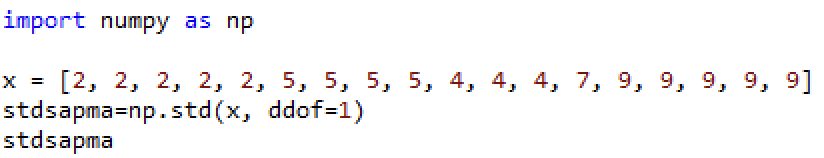 import numpy as np
x = [2, 2, 2, 2, 2, 5, 5, 5, 5, 4, 4, 4, 7, 9, 9, 9, 9, 9]
stdsapma=np.std(x, ddof=1)
stdsapma